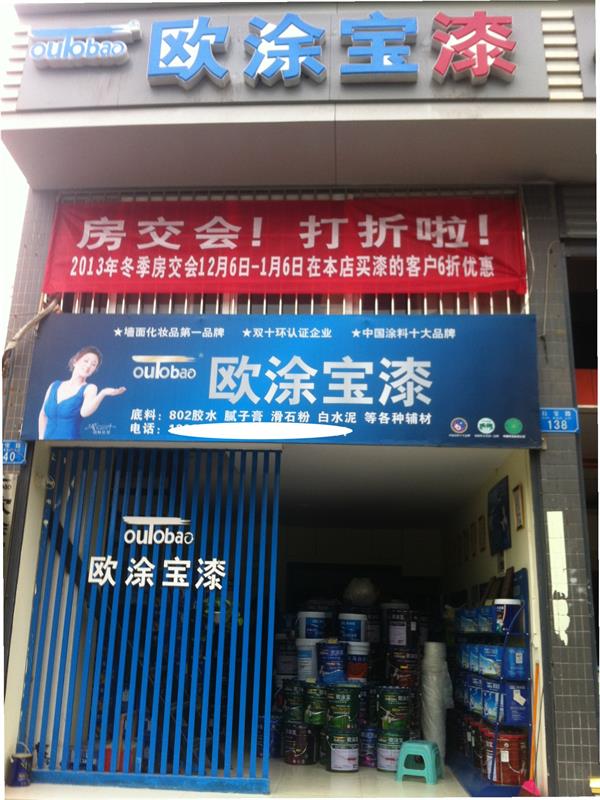 ouTobao 欧涂宝漆
房交会！打折啦！
2013年冬季房交会12月6日-1月6日在本店买漆的客户6折优惠
★墙面化妆品第一品牌 ★双十环认证企业 ★中国涂料十大品牌
ouTobao® 欧涂宝漆
底料：802胶水 腻子膏 滑石粉 白水泥 等各种辅材
电话：
138
40
ouTobao
欧涂宝漆